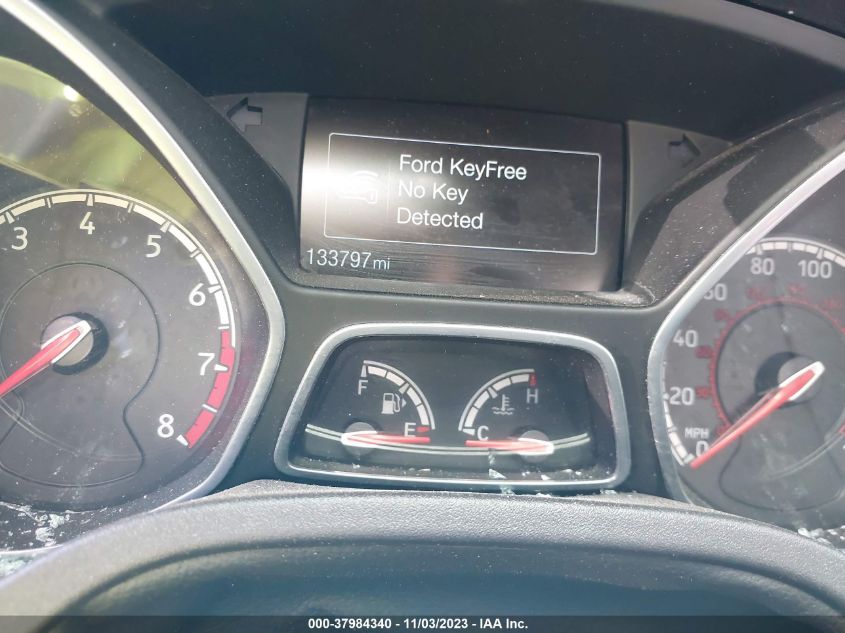 Ford KeyFree
No Key
Detected
133797 mi
3
4
5
6
7
8
F
E
C
H
0
20
40
60
80
100
MPH
000-37984340 - 11/03/2023 - IAA Inc.